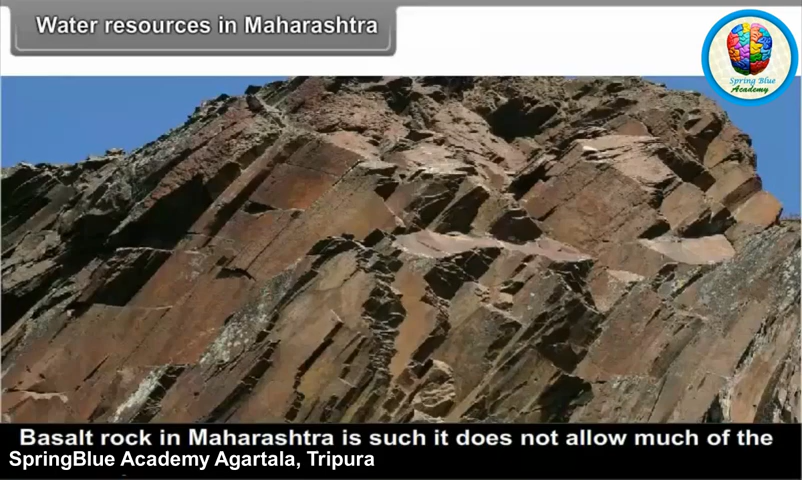 Water resources in Maharashtra
Spring Blue
Academy
Basalt rock in Maharashtra is such it does not allow much of the
SpringBlue Academy Agartala, Tripura